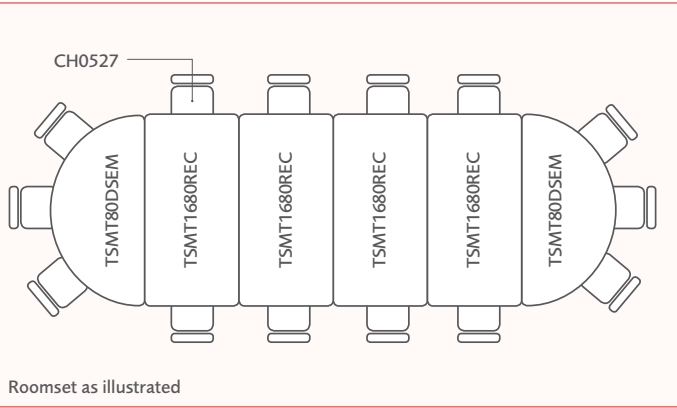 CH0527
TSMT80DSEM
TSMT1680REC
TSMT1680REC
TSMT1680REC
TSMT1680REC
TSMT80DSEM
Roomset as illustrated